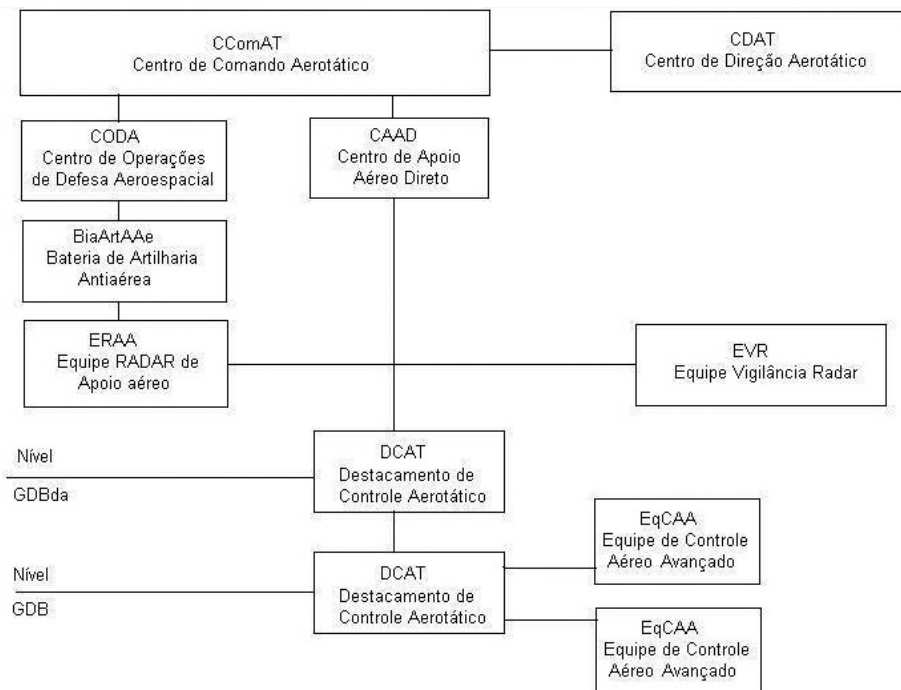 CComAT
Centro de Comando Aerotático
CDAT
Centro de Direção Aerotático
CODA
Centro de Operaçőes
de Defesa Aeroespacial
CAAD
Centro de Apoio
Aéreo Direto
BiaArtAAe
Bateria de Artilharia
Antiaérea
ERAA
Equipe RADAR de
Apoio aéreo
EVR
Equipe Vigilância Radar
Nível
GDBda
DCAT
Destacamento de
Controle Aerotático
EqCAA
Equipe de Controle
Aéreo Avançado
Nível
GDB
DCAT
Destacamento de
Controle Aerotático
EqCAA
Equipe de Controle
Aéreo Avançado